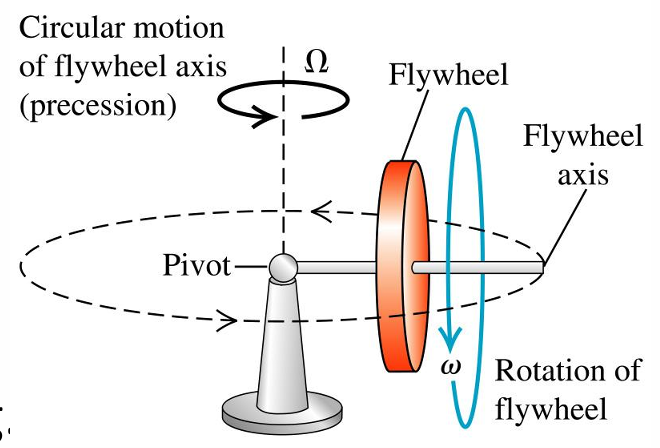 Circular motion
of flywheel axis
(precession)
Ω
Flywheel
Flywheel
axis
Pivot
ω
Rotation of
flywheel